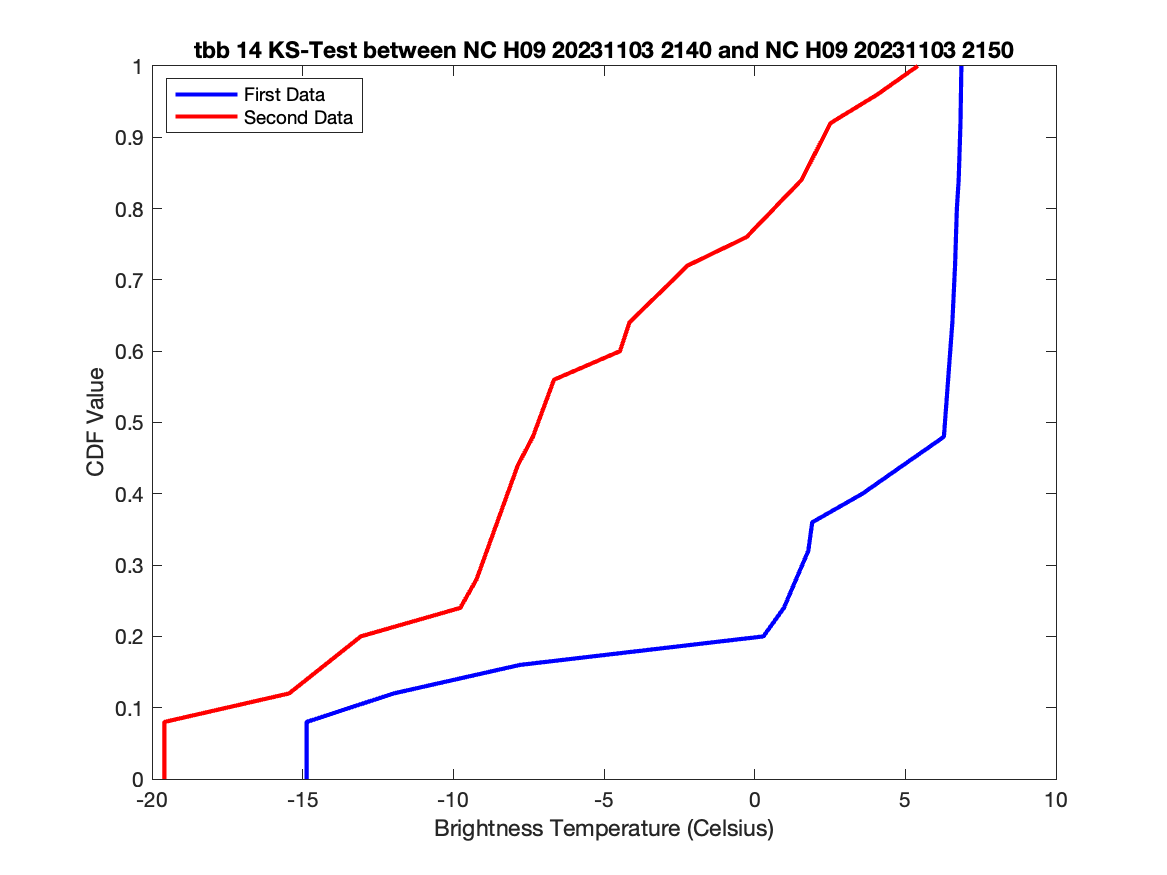 tbb 14 KS-Test between NC H09 20231103 2140 and NC H09 20231103 2150
First Data
Second Data
1
0.9
0.8
0.7
0.6
0.5
0.4
0.3
0.2
0.1
0
CDF Value
-20 -15 -10 -5 0 5 10
Brightness Temperature (Celsius)